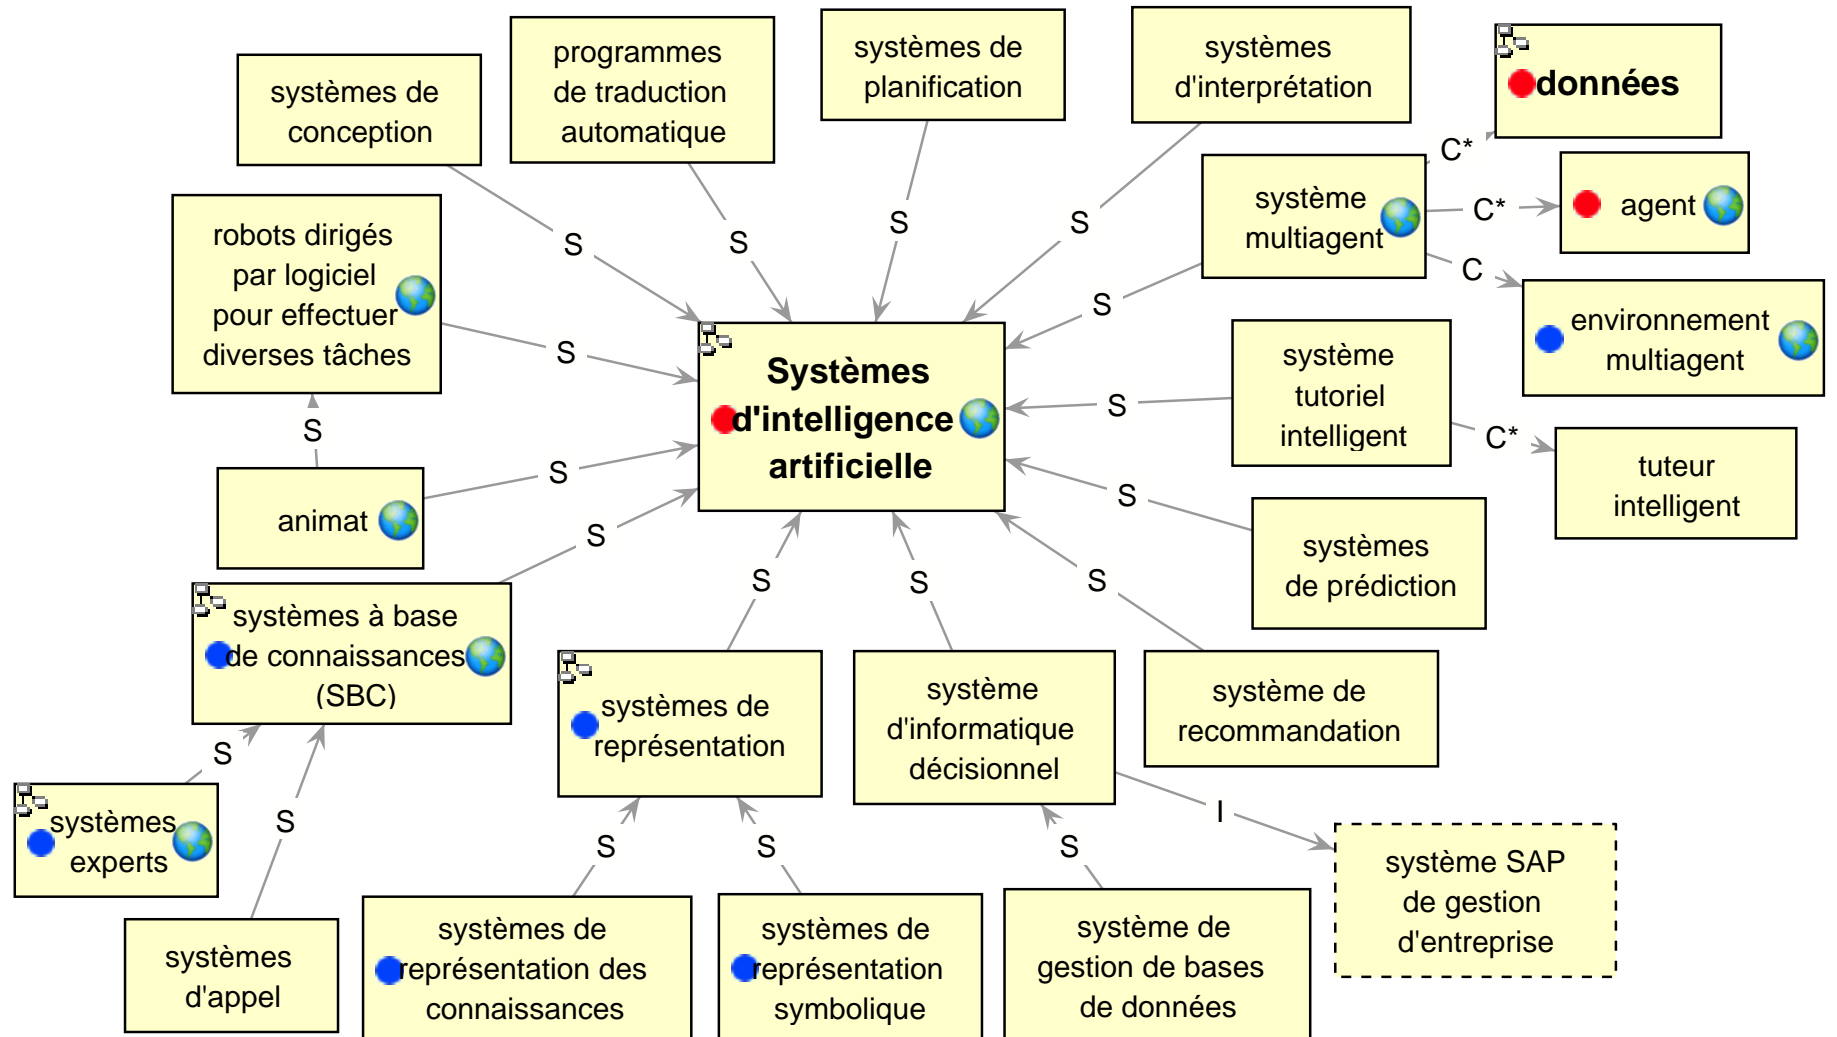 systèmes de
conception
S
programmes
de traduction
automatique
S
systèmes de
planification
S
systèmes
d'interprétation
S
données
C*
système
multiagent
C*
agent
S
C
environnement
multiagent
robots dirigés
par logiciel
pour effectuer
diverses tâches
S
S
Systèmes
d'intelligence
artificielle
système
tutoriel
intelligent
S
C*
tuteur
intelligent
animat
S
S
systèmes
de prédiction
S
systèmes à base
de connaissances
(SBC)
S
S
S
S
systèmes de
représentation
système
d'informatique
décisionnel
système de
recommandation
S
systèmes
experts
S
systèmes
d'appel
S
S
S
I
système SAP
de gestion
d'entreprise
systèmes de
représentation des
connaissances
systèmes de
représentation
symbolique
système de
gestion de bases
de données